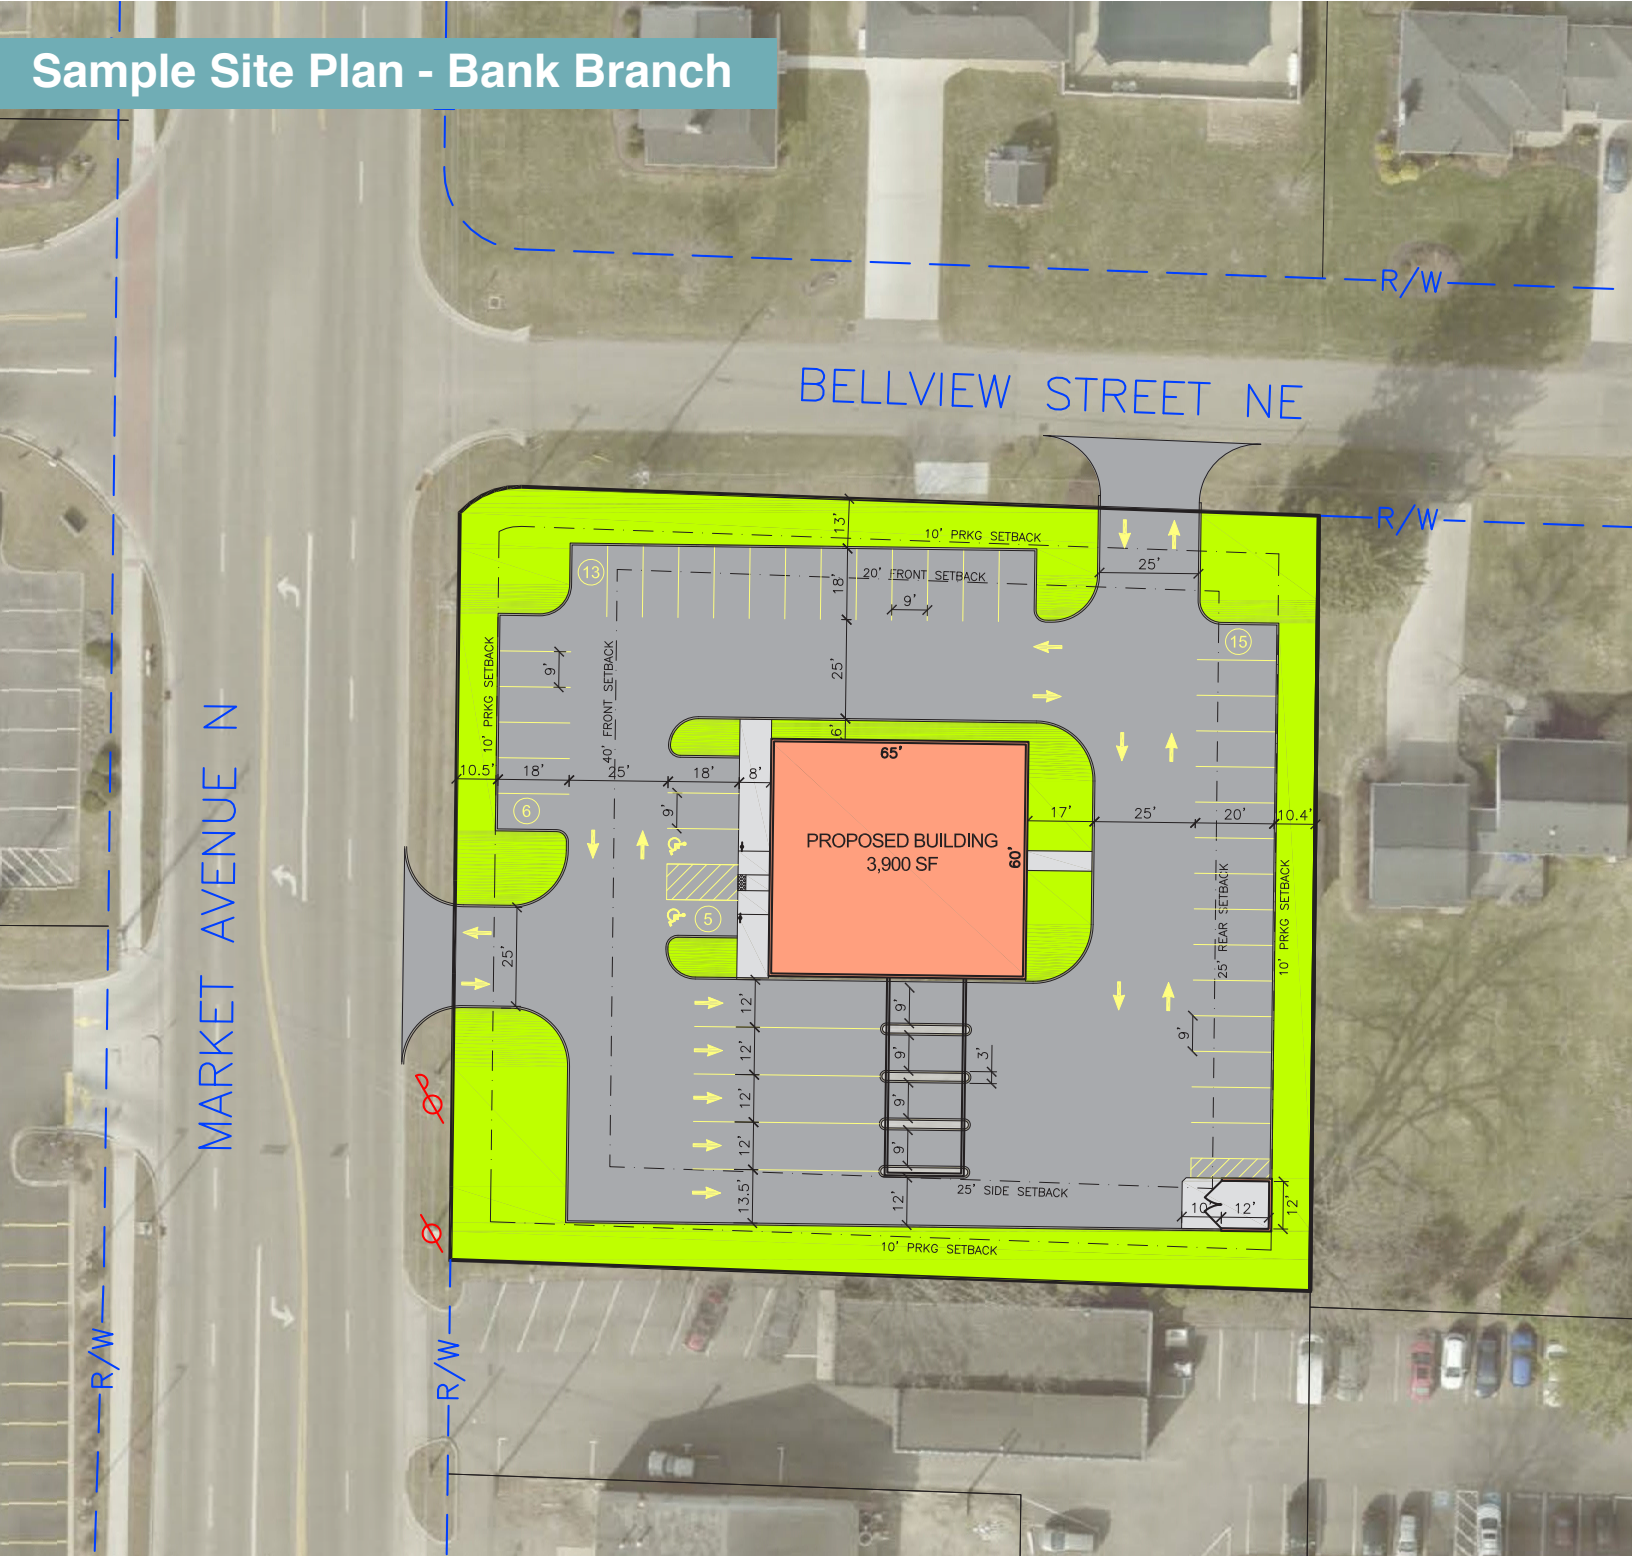 Sample Site Plan - Bank Branch
R/W
BELLVIEW STREET NE
R/W
13'
10' PRKG SETBACK
25'
13
20' FRONT SETBACK
18'
9'
15
9'
10' PRKG SETBACK
40' FRONT SETBACK
25'
6'
65'
10.5'
18'
25'
18'
8'
9'
6
17'
25'
20'
10.4'
PROPOSED BUILDING
3,900 SF
60'
5
MARKET AVENUE N
25'
25' REAR SETBACK
10' PRKG SETBACK
12'
9'
12'
9'
3'
9'
12'
9'
12'
9'
13.5'
12'
25' SIDE SETBACK
10'
12'
12'
10' PRKG SETBACK
R/W
R/W